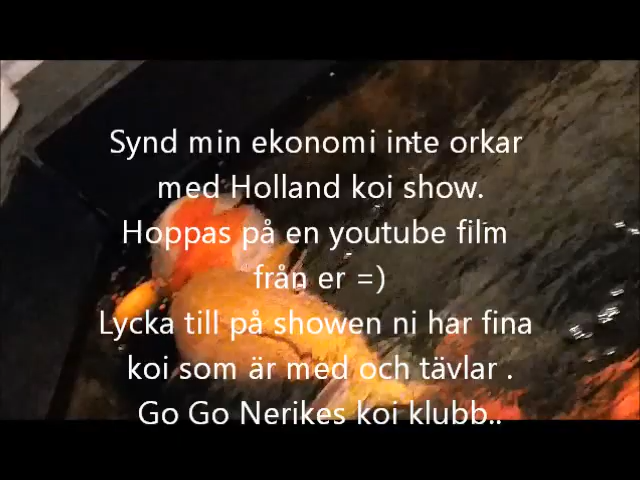 Synd min ekonomi inte orkar
med Holland koi show.
Hoppas på en youtube film
från er =)
Lycka till på showen ni har fina
koi som är med och tävlar .
Go Go Nerikes koi klubb..